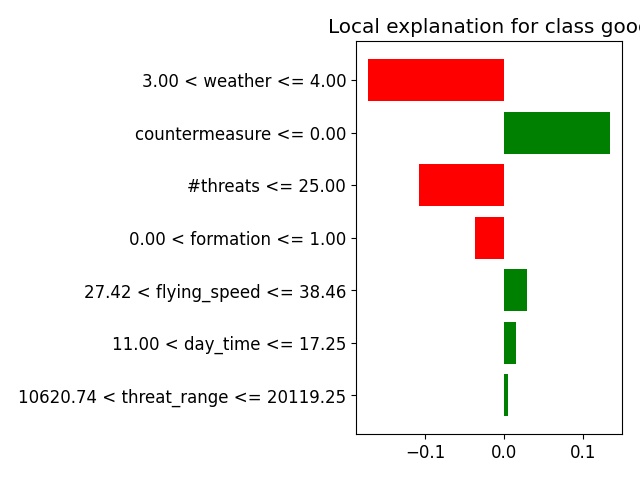 Local explanation for class good
3.00 < weather <= 4.00
countermeasure <= 0.00
#threats <= 25.00
0.00 < formation <= 1.00
27.42 < flying_speed <= 38.46
11.00 < day_time <= 17.25
10620.74 < threat_range <= 20119.25
−0.1 0.0 0.1